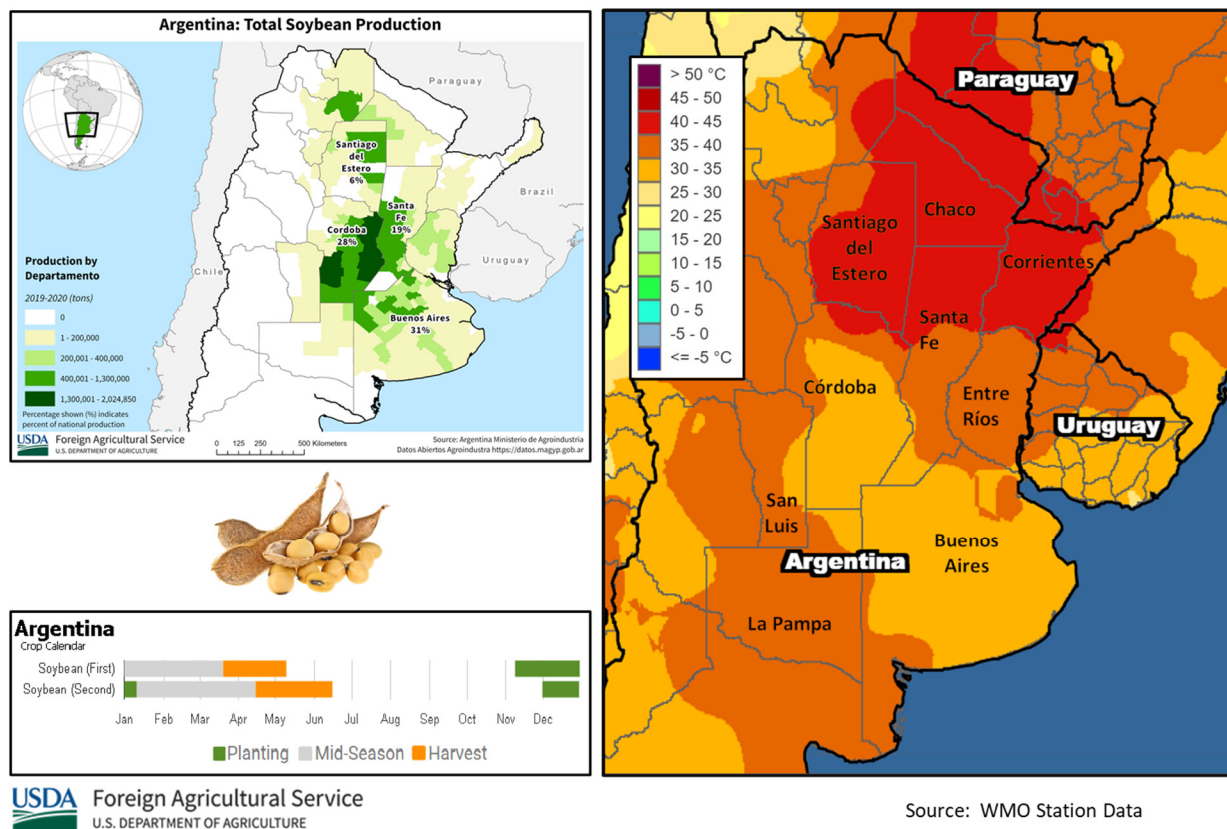 Argentina: Total Soybean Production
Paraguay
Brazil
Uruguay
Chile
Santiago
del
Estero
6%
Santa
Fe
19%
Cordoba
28%
Buenos Aires
31%
Production by
Departamento
2019-2020 (tons)
0
1 - 200,000
200,001 - 400,000
400,001 - 1,300,000
1,300,001 - 2,024,850
Percentage shown (%) indicates
percent of national production
USDA Foreign Agricultural Service
U.S. DEPARTMENT OF AGRICULTURE
0 125 250 500 Kilometers
Source: Argentina Ministerio de Agroindustria
Datos Abiertos Agroindustra https://datos.magyp.gob.ar
Argentina
Crop Calendar
Soybean (First)
Soybean (Second)
Jan Feb Mar Apr May Jun Jul Aug Sep Oct Nov Dec
Planting Mid-Season Harvest
> 50 °C
45 - 50
40 - 45
35 - 40
30 - 35
25 - 30
20 - 25
15 - 20
10 - 15
5 - 10
0 - 5
-5 - 0
<= -5 °C
Paraguay
Chaco
Santiago
del
Estero
Corrientes
Santa
Fe
Córdoba
Entre
Ríos
Uruguay
San
Luis
Buenos
Aires
Argentina
La Pampa
USDA Foreign Agricultural Service
U.S. DEPARTMENT OF AGRICULTURE
Source: WMO Station Data